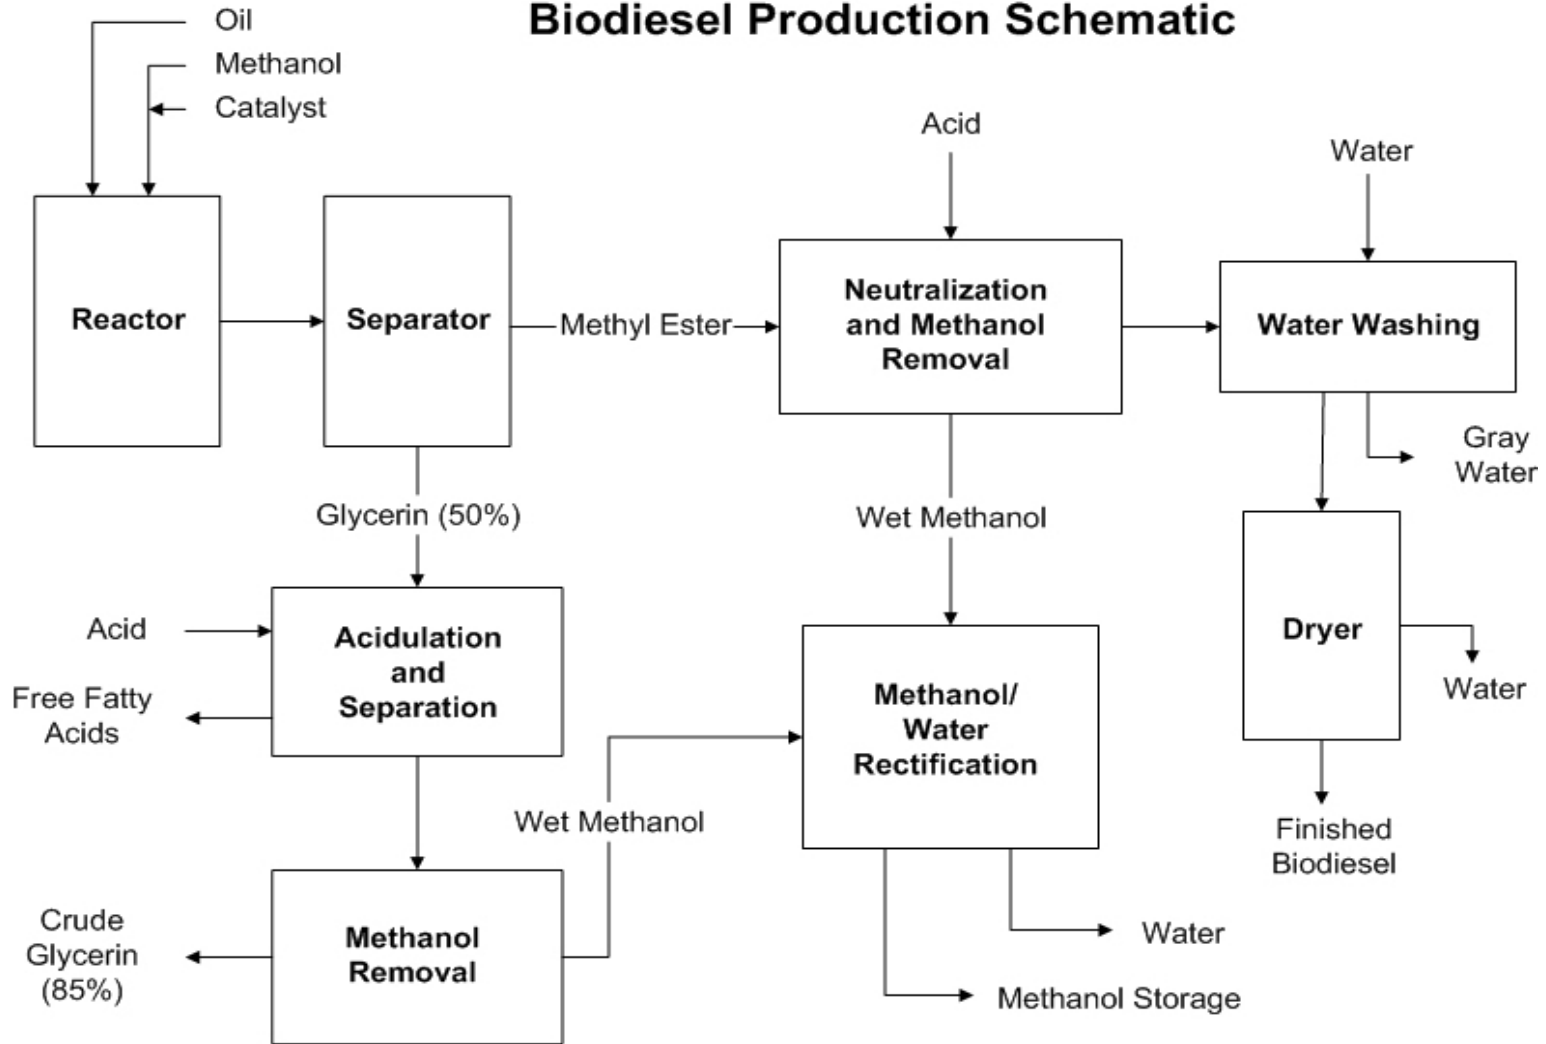 Biodiesel Production Schematic
Oil
Methanol
Catalyst
Acid
Water
Reactor
Separator
Methyl Ester
Neutralization
and Methanol
Removal
Water Washing
Gray
Water
Glycerin (50%)
Wet Methanol
Acid
Free Fatty
Acids
Acidulation
and
Separation
Methanol/
Water
Rectification
Dryer
Water
Wet Methanol
Finished
Biodiesel
Crude
Glycerin
(85%)
Methanol
Removal
Water
Methanol Storage